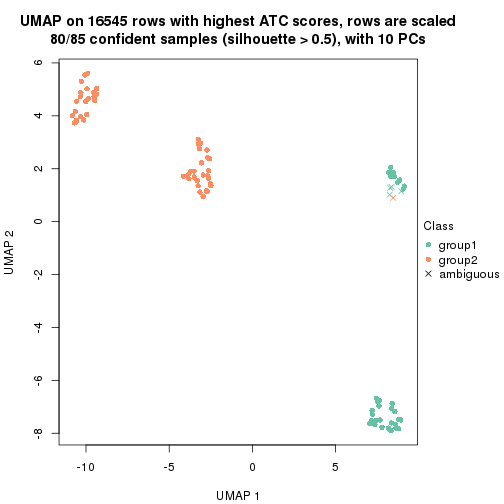 UMAP on 16545 rows with highest ATC scores, rows are scaled
80/85 confident samples (silhouette > 0.5), with 10 PCs
6
4
2
0
-2
-4
-6
-8
UMAP 2
-10
-5
0
5
UMAP 1
Class
group1
group2
ambiguous